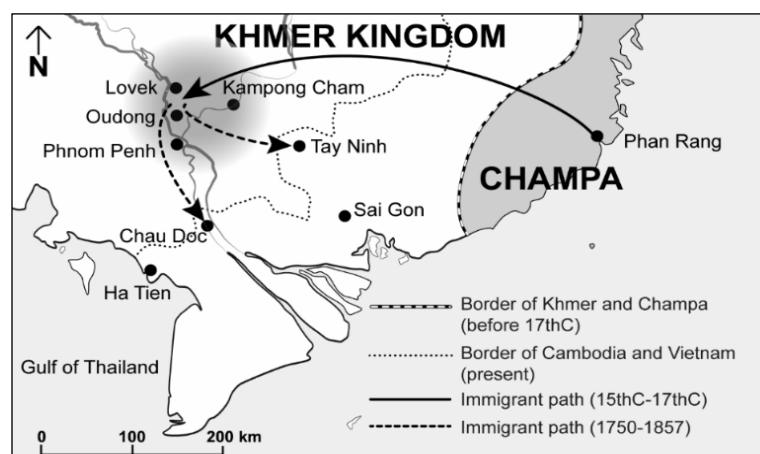 KHMER KINGDOM
N
Lovek
Kampong Cham
Oudong
Phnom Penh
Tay Ninh
Phan Rang
CHAMPA
Sai Gon
Chau Doc
Ha Tien
Gulf of Thailand
Border of Khmer and Champa
(before 17thC)
Border of Cambodia and Vietnam
(present)
Immigrant path (15thC-17thC)
Immigrant path (1750-1857)
0 100 200 km